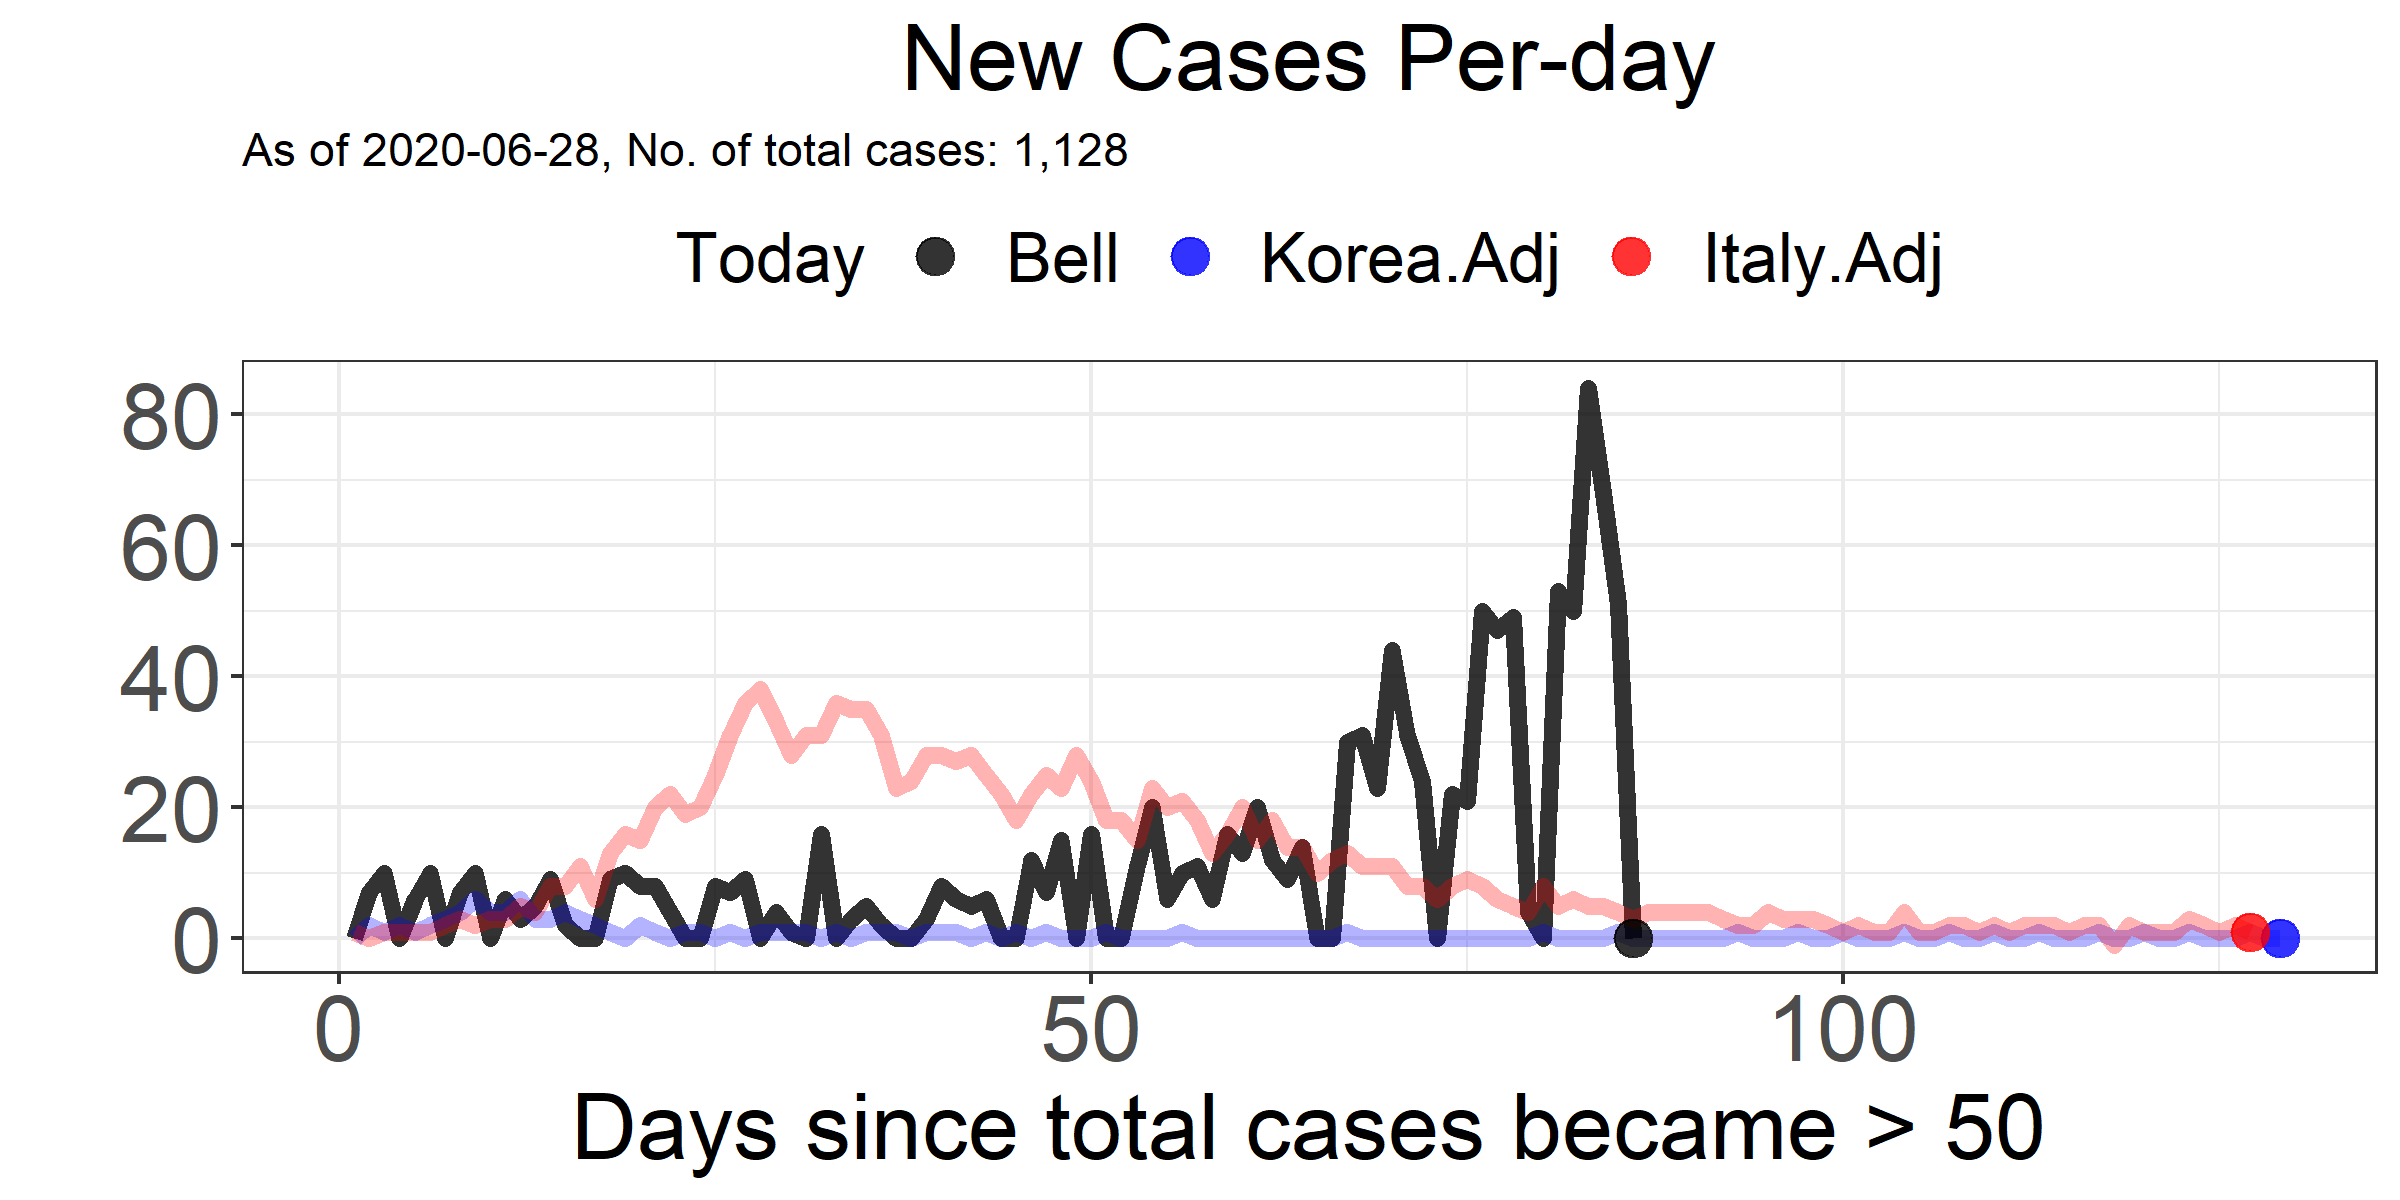 New Cases Per-day
As of 2020-06-28, No. of total cases: 1,128
Today Bell Korea.Adj Italy.Adj
80
60
40
20
0
0 50 100
Days since total cases became > 50